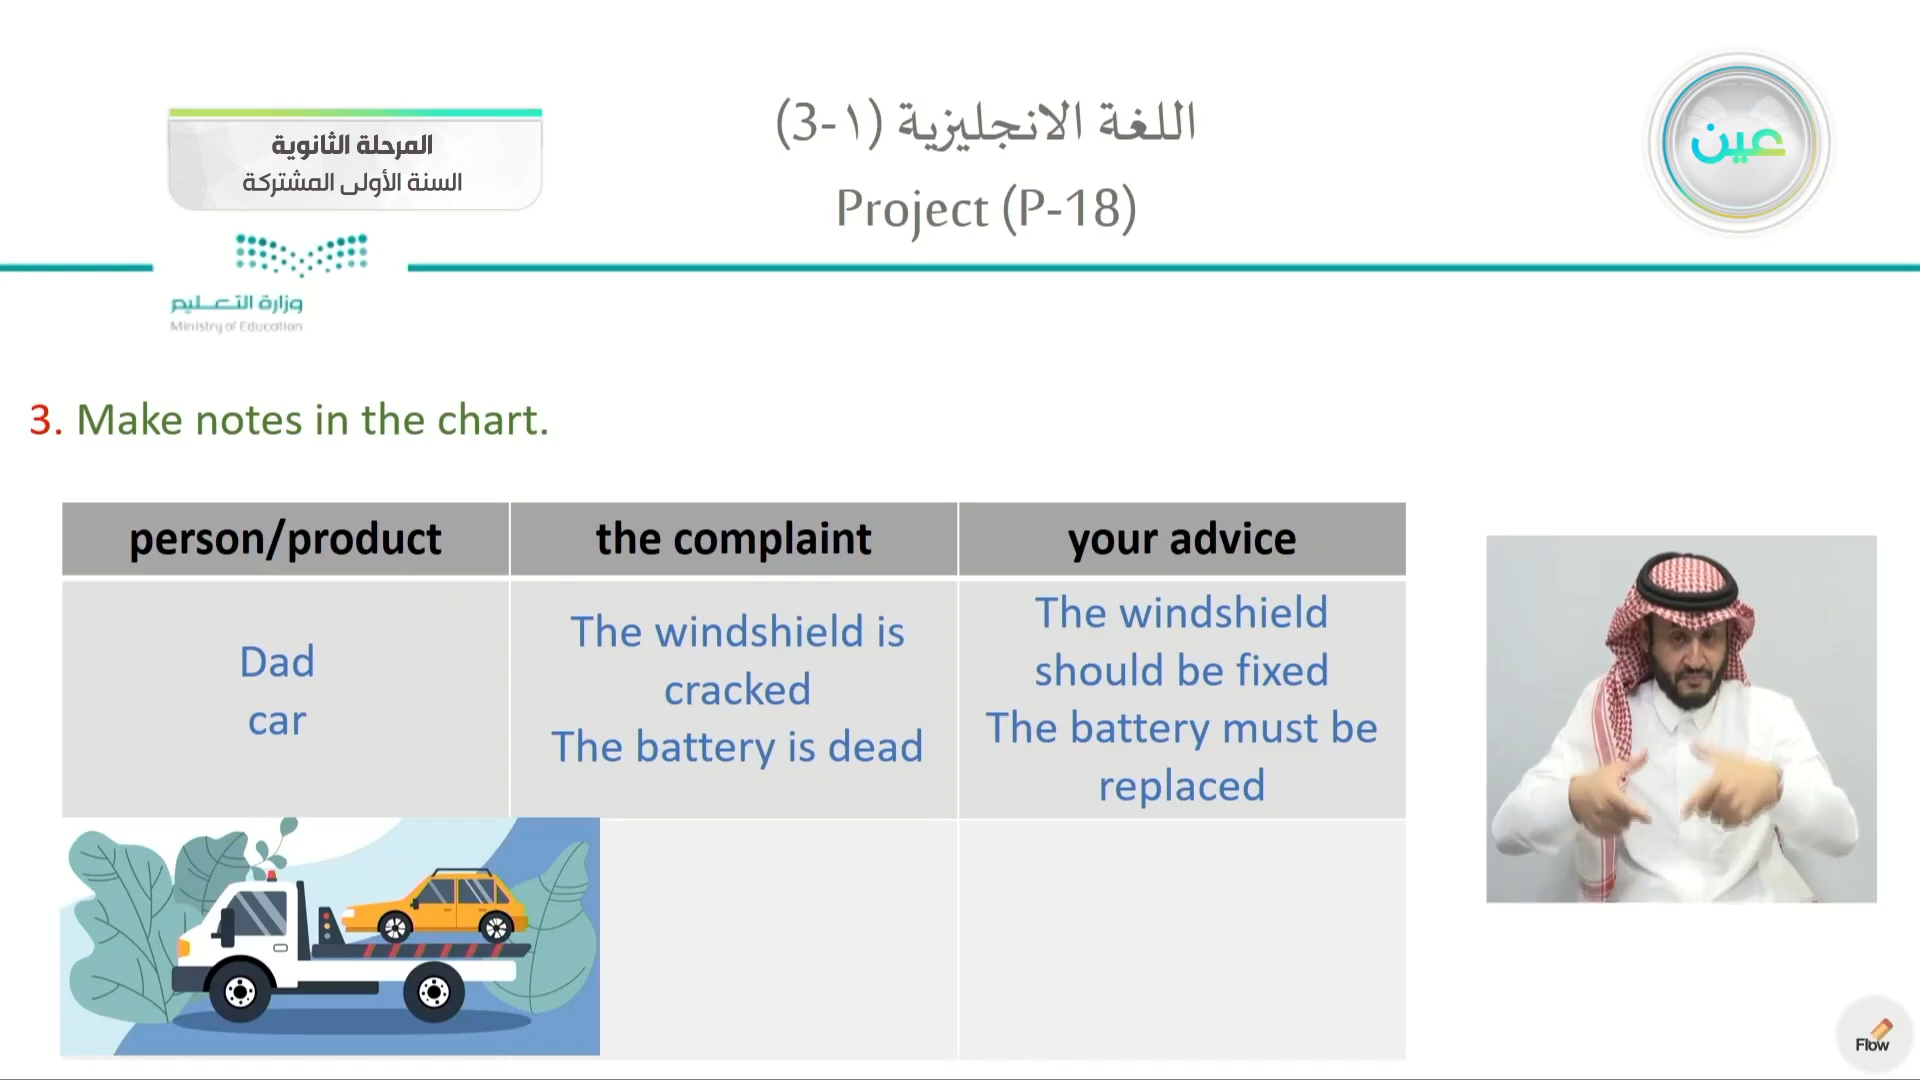 اللغة الانجليزية (١-3)
Project (P-18)
المرحلة الثانوية
السنة الأولى المشتركة
عين
وزارة التعليم
Ministry of Education
3. Make notes in the chart.
person/product
the complaint
your advice
Dad
car
The windshield is
cracked
The battery is dead
The windshield
should be fixed
The battery must be
replaced
Flow